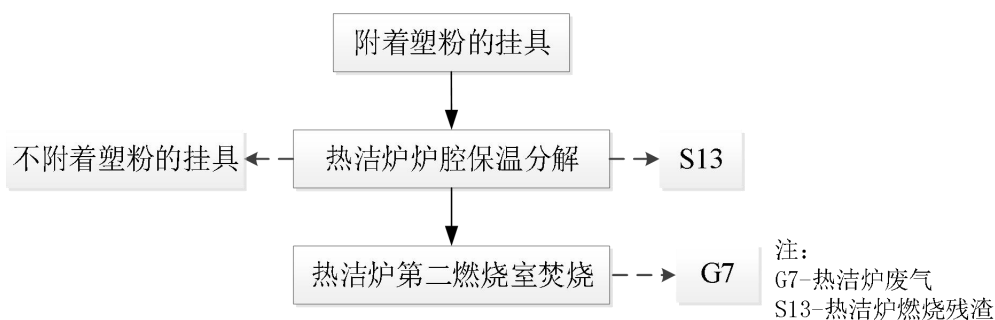 附着塑粉的挂具
不附着塑粉的挂具
热洁炉炉腔保温分解
S13
热洁炉第二燃烧室焚烧
G7
注：
G7-热洁炉废气
S13-热洁炉燃烧残渣